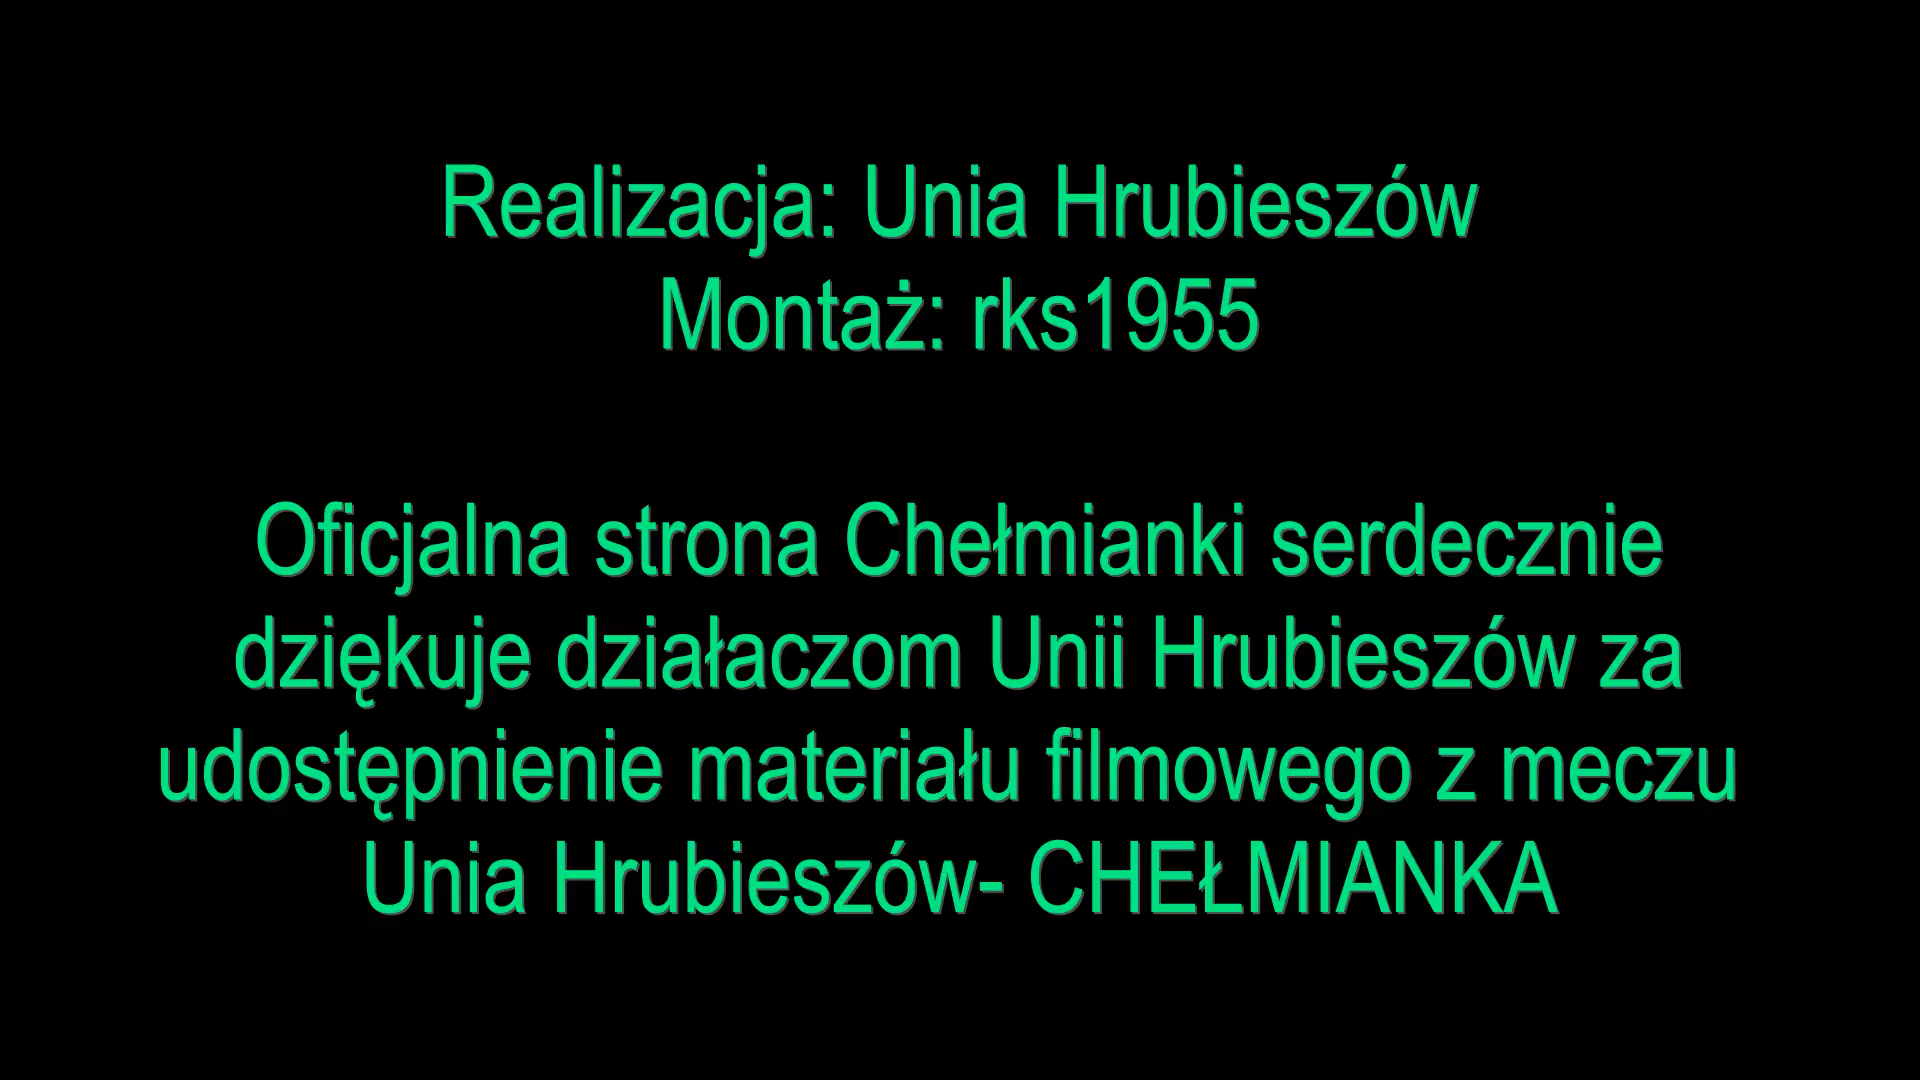 Realizacja: Unia Hrubieszów
Montaż: rks1955
Oficjalna strona Chełmianki serdecznie
dziękuje działaczom Unii Hrubieszów za
udostępnienie materiału filmowego z meczu
Unia Hrubieszów- CHEŁMIANKA